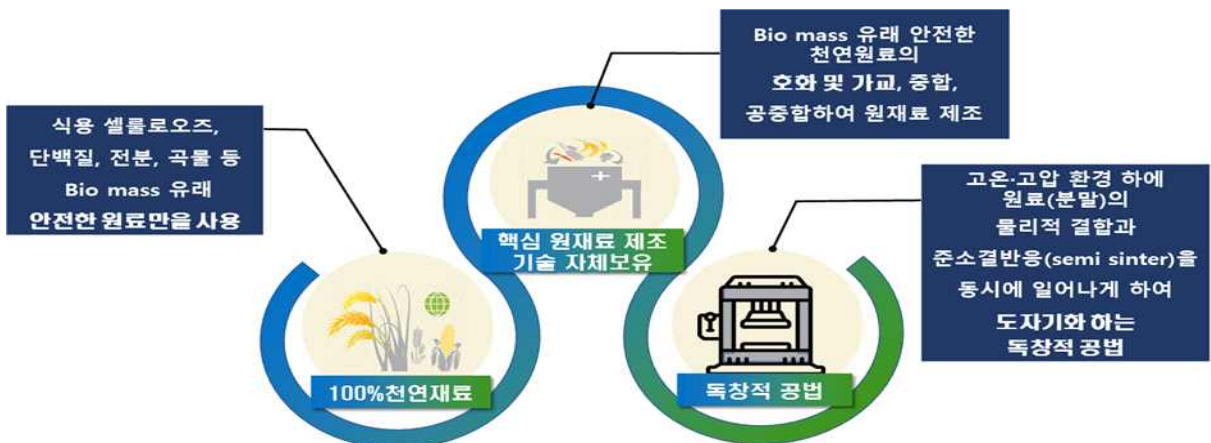 식용 셀룰로오즈,
단백질, 전분, 곡물 등
Bio mass 유래
안전한 원료만을 사용
100%천연재료
Bio mass 유래 안전한
천연원료의
호화 및 가교, 중합,
공중합하여 원재료 제조
핵심 원재료 제조
기술 자체보유
고온·고압 환경 하에
원료(분말)의
물리적 결합과
준소결반응(semi sinter)을
동시에 일어나게 하여
도자기화 하는
독창적 공법
독창적 공법